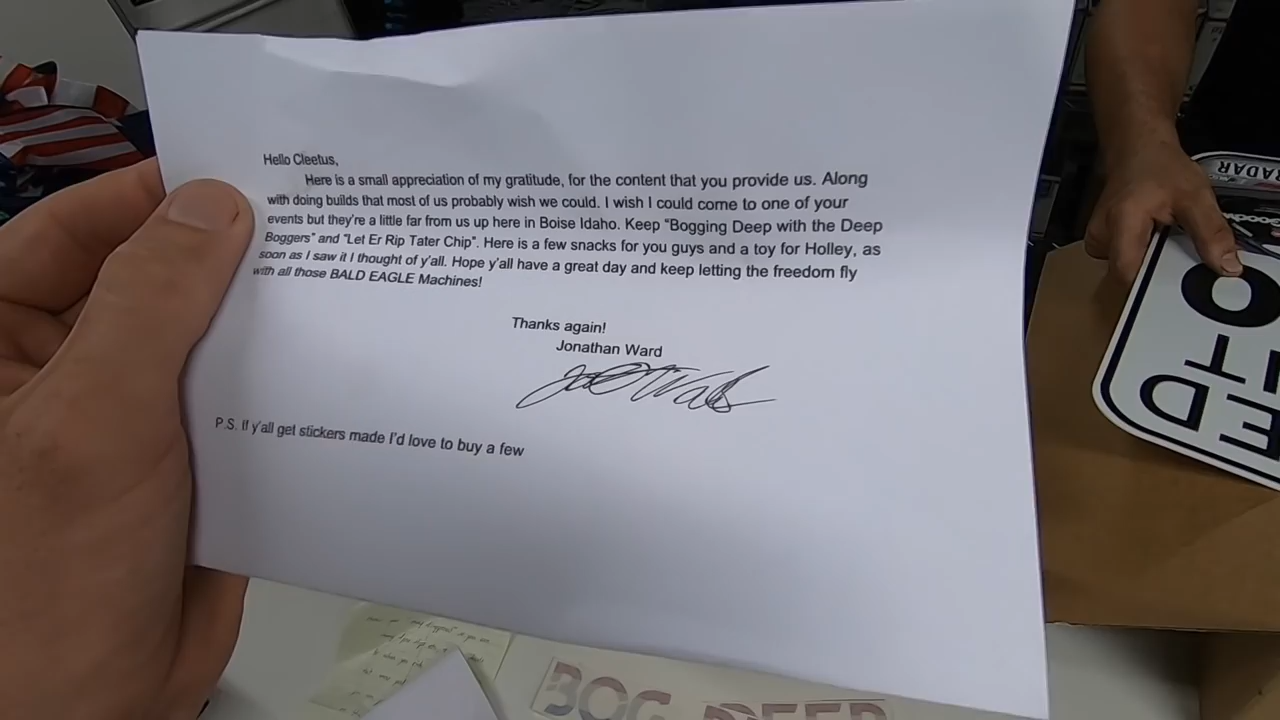 Hello Cleetus,
Here is a small appreciation of my gratitude, for the content that you provide us. Along
with doing builds that most of us probably wish we could. I wish I could come to one of your
events but they're a little far from us up here in Boise Idaho. Keep “Bogging Deep with the Deep
Boggers” and “Let Er Rip Tater Chip”. Here is a few snacks for you guys and a toy for Holley, as
soon as I saw it I thought of y'all. Hope y'all have a great day and keep letting the freedom fly
with all those BALD EAGLE Machines!
Thanks again!
Jonathan Ward
P.S. If y'all get stickers made I'd love to buy a few
RADAR
BOG DEEP